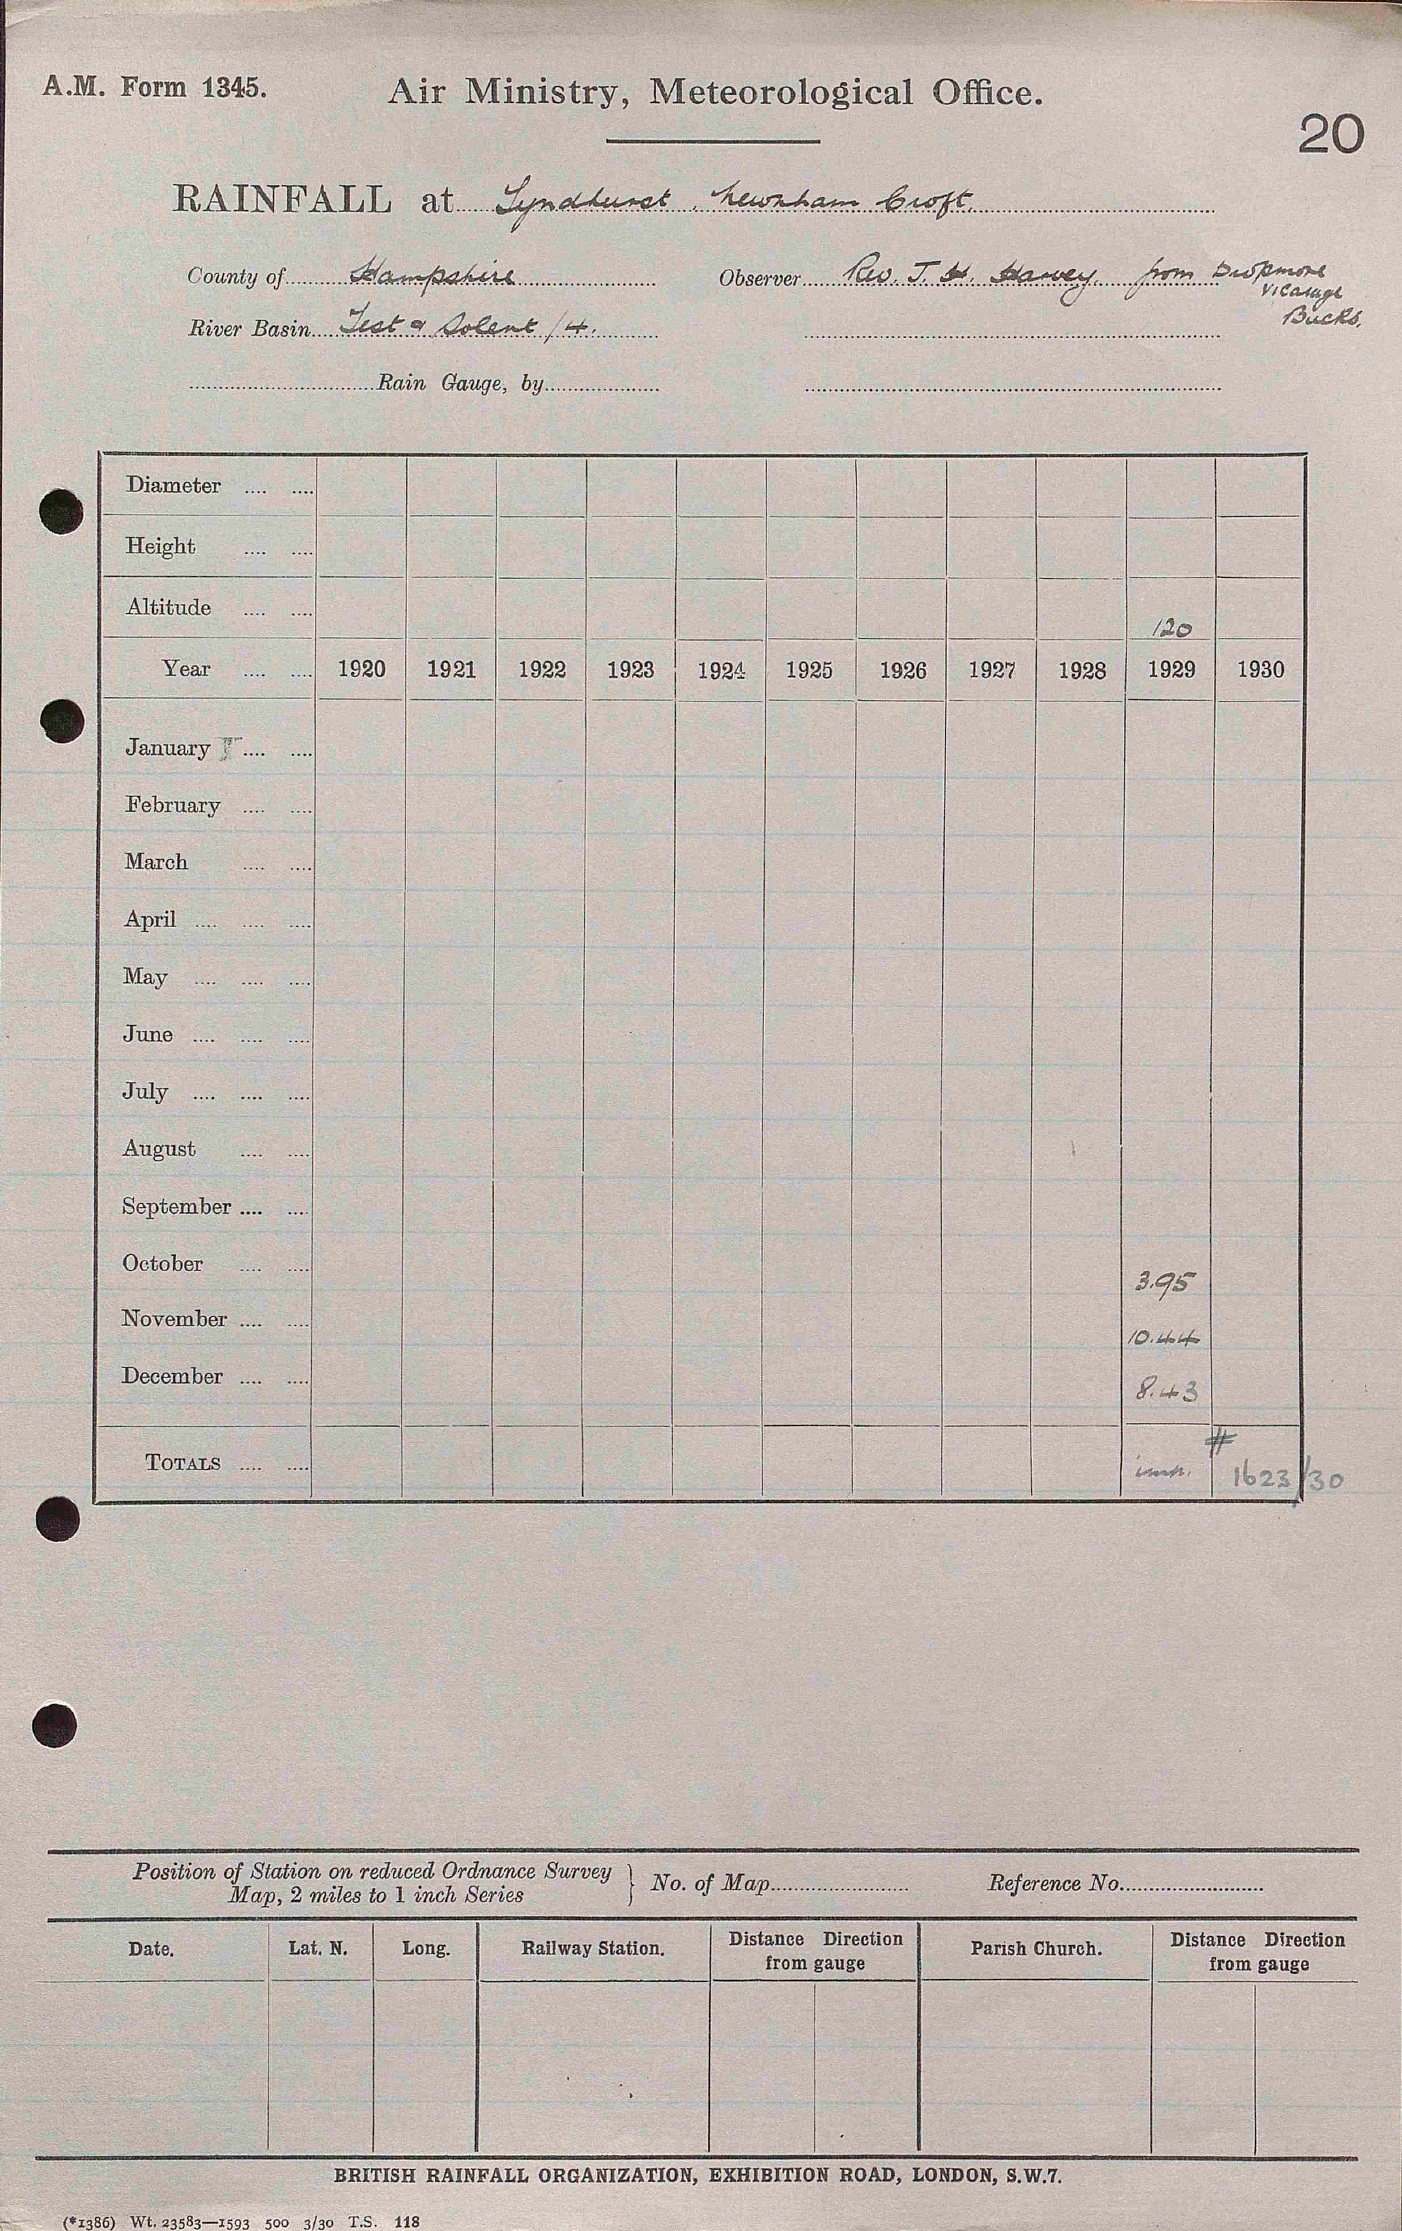 A.M. Form 1345.
Air Ministry, Meteorological Office.
20
RAINFALL at Lyndhurst, Newnham Croft.
County of Hampshire Observer Rev. J. H. Harvey. from Dropmore
Vicarage
Bucks.
River Basin Test & Solent /4.
Rain Gauge, by
Diameter
Height
Altitude 120
Year 1920 1921 1922 1923 1924 1925 1926 1927 1928 1929 1930
January
February
March
April
May
June
July
August
September
October 3.95
November 10.44
December 8.43
#
TOTALS imp. 1623/30
Position of Station on reduced Ordnance Survey
Map, 2 miles to 1 inch Series } No. of Map Reference No.
Date. Lat. N. Long. Railway Station. Distance Direction from gauge Parish Church. Distance Direction from gauge
BRITISH RAINFALL ORGANIZATION, EXHIBITION ROAD, LONDON, S.W.7.
(*1386) Wt. 23583—1593 500 3/30 T.S. 118